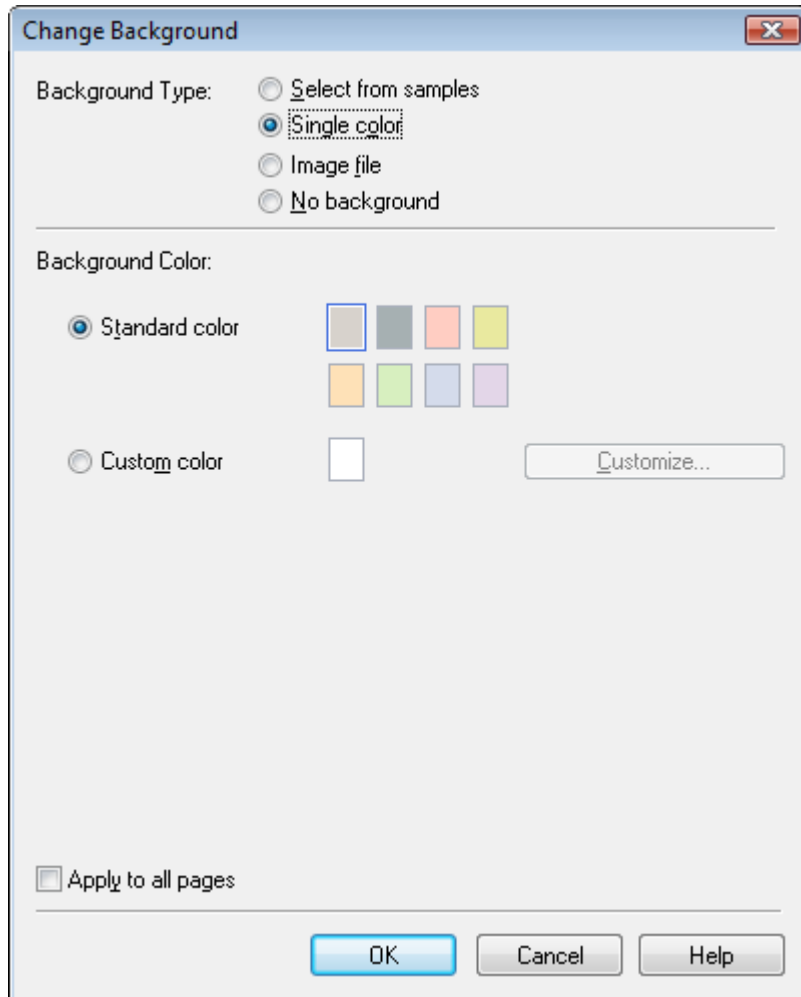 Change Background
Background Type:
Select from samples
Single color
Image file
No background
Background Color:
Standard color
Custom color
Customize...
Apply to all pages
OK Cancel Help